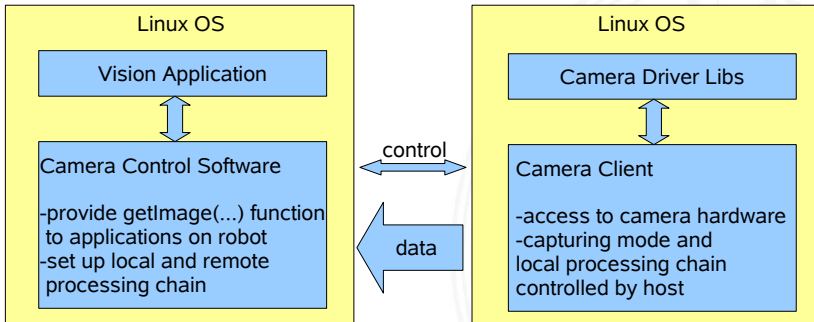 Linux OS
Vision Application
Camera Control Software
-provide getImage(...) function
to applications on robot
-set up local and remote
processing chain
control
data
Linux OS
Camera Driver Libs
Camera Client
-access to camera hardware
-capturing mode and
local processing chain
controlled by host